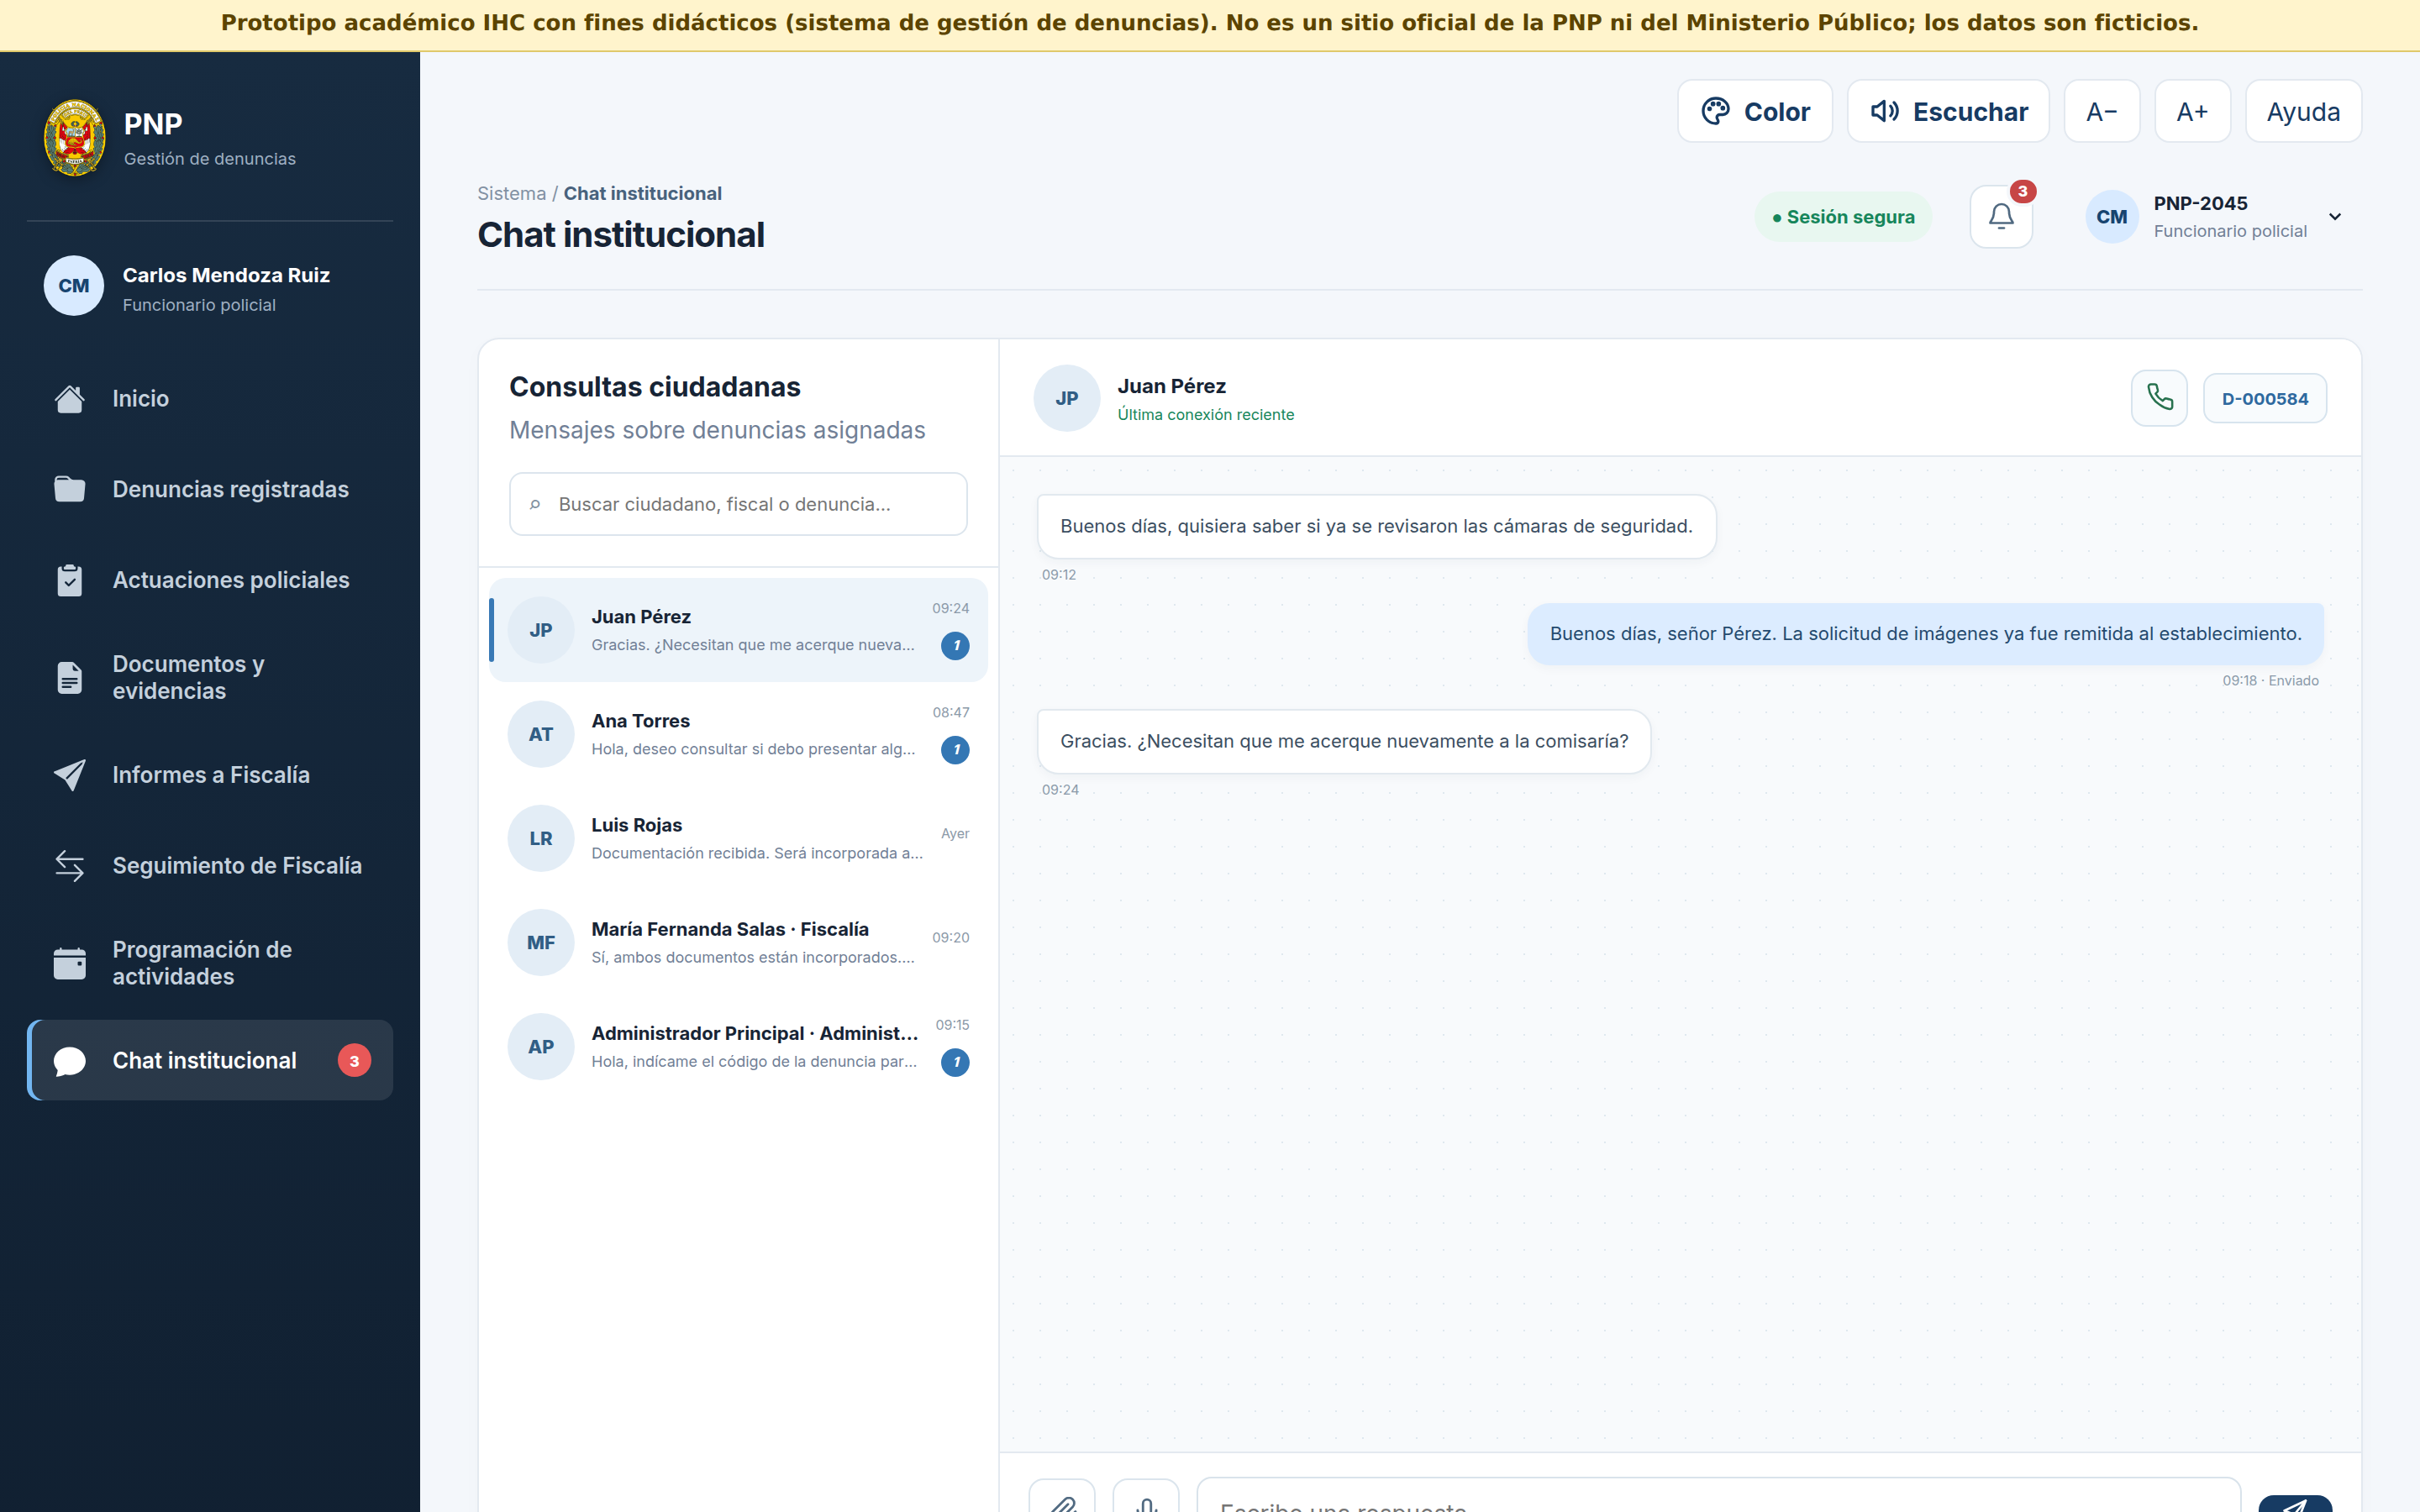 Prototipo académico IHC con fines didácticos (sistema de gestión de denuncias). No es un sitio oficial de la PNP ni del Ministerio Público; los datos son ficticios.
PNP
Gestión de denuncias
CM
Carlos Mendoza Ruiz
Funcionario policial
Inicio
Denuncias registradas
Actuaciones policiales
Documentos y
evidencias
Informes a Fiscalía
Seguimiento de Fiscalía
Programación de
actividades
Chat institucional
3
Color
Escuchar
A−
A+
Ayuda
Sistema / Chat institucional
Chat institucional
● Sesión segura
3
CM
PNP-2045
Funcionario policial
Consultas ciudadanas
Mensajes sobre denuncias asignadas
Buscar ciudadano, fiscal o denuncia...
JP
Juan Pérez
09:24
Gracias. ¿Necesitan que me acerque nueva...
1
AT
Ana Torres
08:47
Hola, deseo consultar si debo presentar alg...
1
LR
Luis Rojas
Ayer
Documentación recibida. Será incorporada a...
MF
María Fernanda Salas · Fiscalía
09:20
Sí, ambos documentos están incorporados....
AP
Administrador Principal · Administ...
09:15
Hola, indícame el código de la denuncia par...
1
JP
Juan Pérez
Última conexión reciente
D-000584
Buenos días, quisiera saber si ya se revisaron las cámaras de seguridad.
09:12
Buenos días, señor Pérez. La solicitud de imágenes ya fue remitida al establecimiento.
09:18 · Enviado
Gracias. ¿Necesitan que me acerque nuevamente a la comisaría?
09:24
Escribe una respuesta